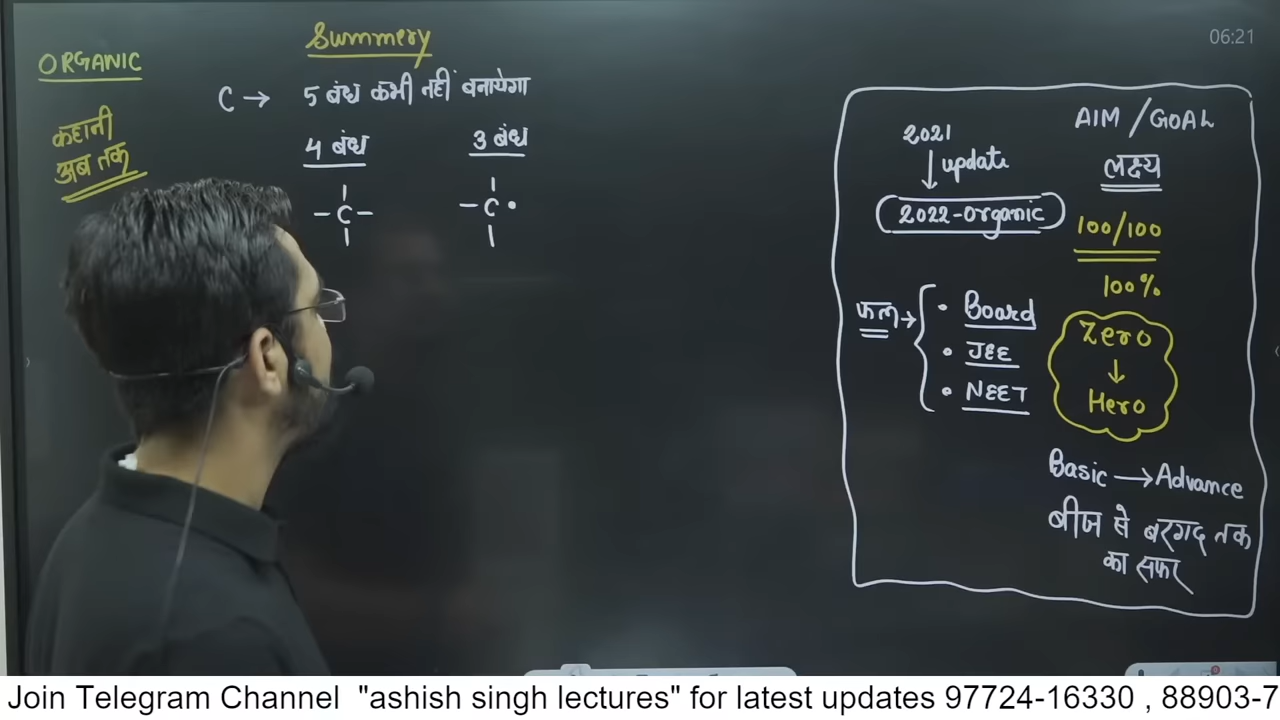 06:21
Summery
ORGANIC
C → 5 बंध कभी नहीं बनायेगा
कहानी
अब तक
4 बंध
3 बंध
– C –
– C •
AIM / GOAL
लक्ष्य
100/100
100%
2021
↓ update
2022-Organic
कल → { • Board
• JEE
• NEET
Zero
↓
Hero
Basic → Advance
बीज से बरगद तक
का सफर
Join Telegram Channel "ashish singh lectures" for latest updates 97724-16330 , 88903-7